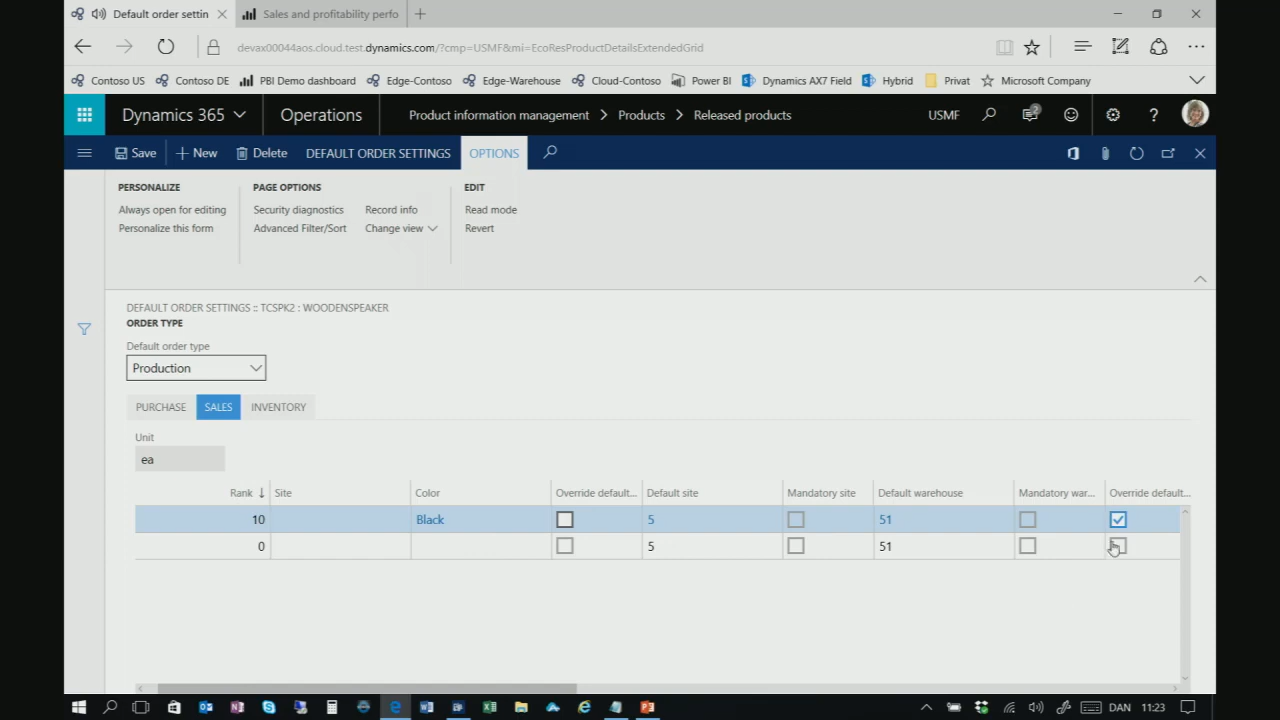 Default order settin
Sales and profitability perfo
devax00044aos.cloud.test.dynamics.com/?cmp=USMF&mi=EcoResProductDetailsExtendedGrid
Contoso US Contoso DE PBI Demo dashboard Edge-Contoso Edge-Warehouse Cloud-Contoso Power BI Dynamics AX7 Field Hybrid Privat Microsoft Company
Dynamics 365 Operations Product information management > Products > Released products USMF
Save + New Delete DEFAULT ORDER SETTINGS OPTIONS
PERSONALIZE PAGE OPTIONS EDIT
Always open for editing Security diagnostics Record info Read mode
Personalize this form Advanced Filter/Sort Change view Revert
DEFAULT ORDER SETTINGS :: TCSPK2 : WOODENSPEAKER
ORDER TYPE
Default order type
Production
PURCHASE SALES INVENTORY
Unit
ea
Rank Site Color Override default... Default site Mandatory site Default warehouse Mandatory war... Override default...
10 Black 5 51
0 5 51
DAN 11:23